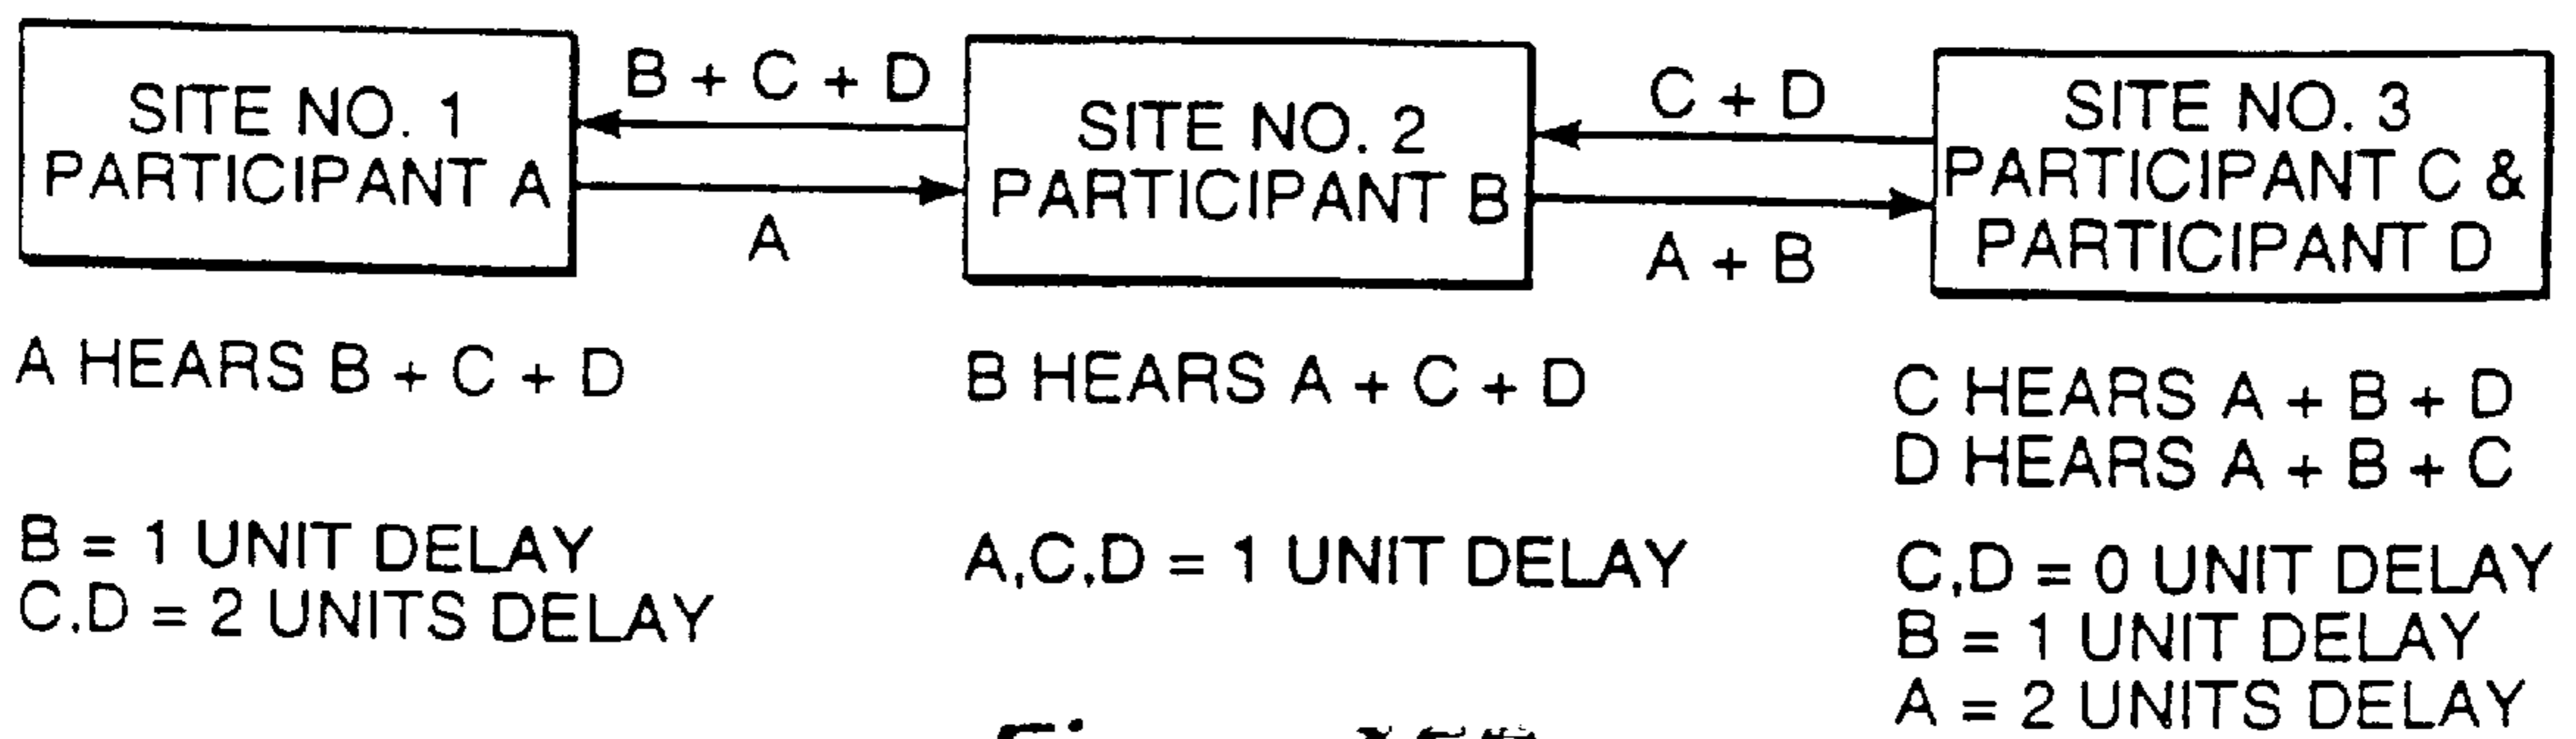 SITE NO. 1
PARTICIPANT A
B + C + D
A
SITE NO. 2
PARTICIPANT B
C + D
A + B
SITE NO. 3
PARTICIPANT C &
PARTICIPANT D
A HEARS B + C + D
B = 1 UNIT DELAY
C,D = 2 UNITS DELAY
B HEARS A + C + D
A,C,D = 1 UNIT DELAY
C HEARS A + B + D
D HEARS A + B + C
C,D = 0 UNIT DELAY
B = 1 UNIT DELAY
A = 2 UNITS DELAY